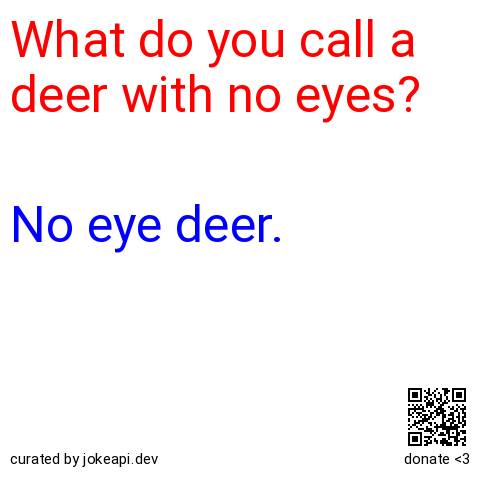 What do you call a
deer with no eyes?
No eye deer.
curated by jokeapi.dev
donate <3